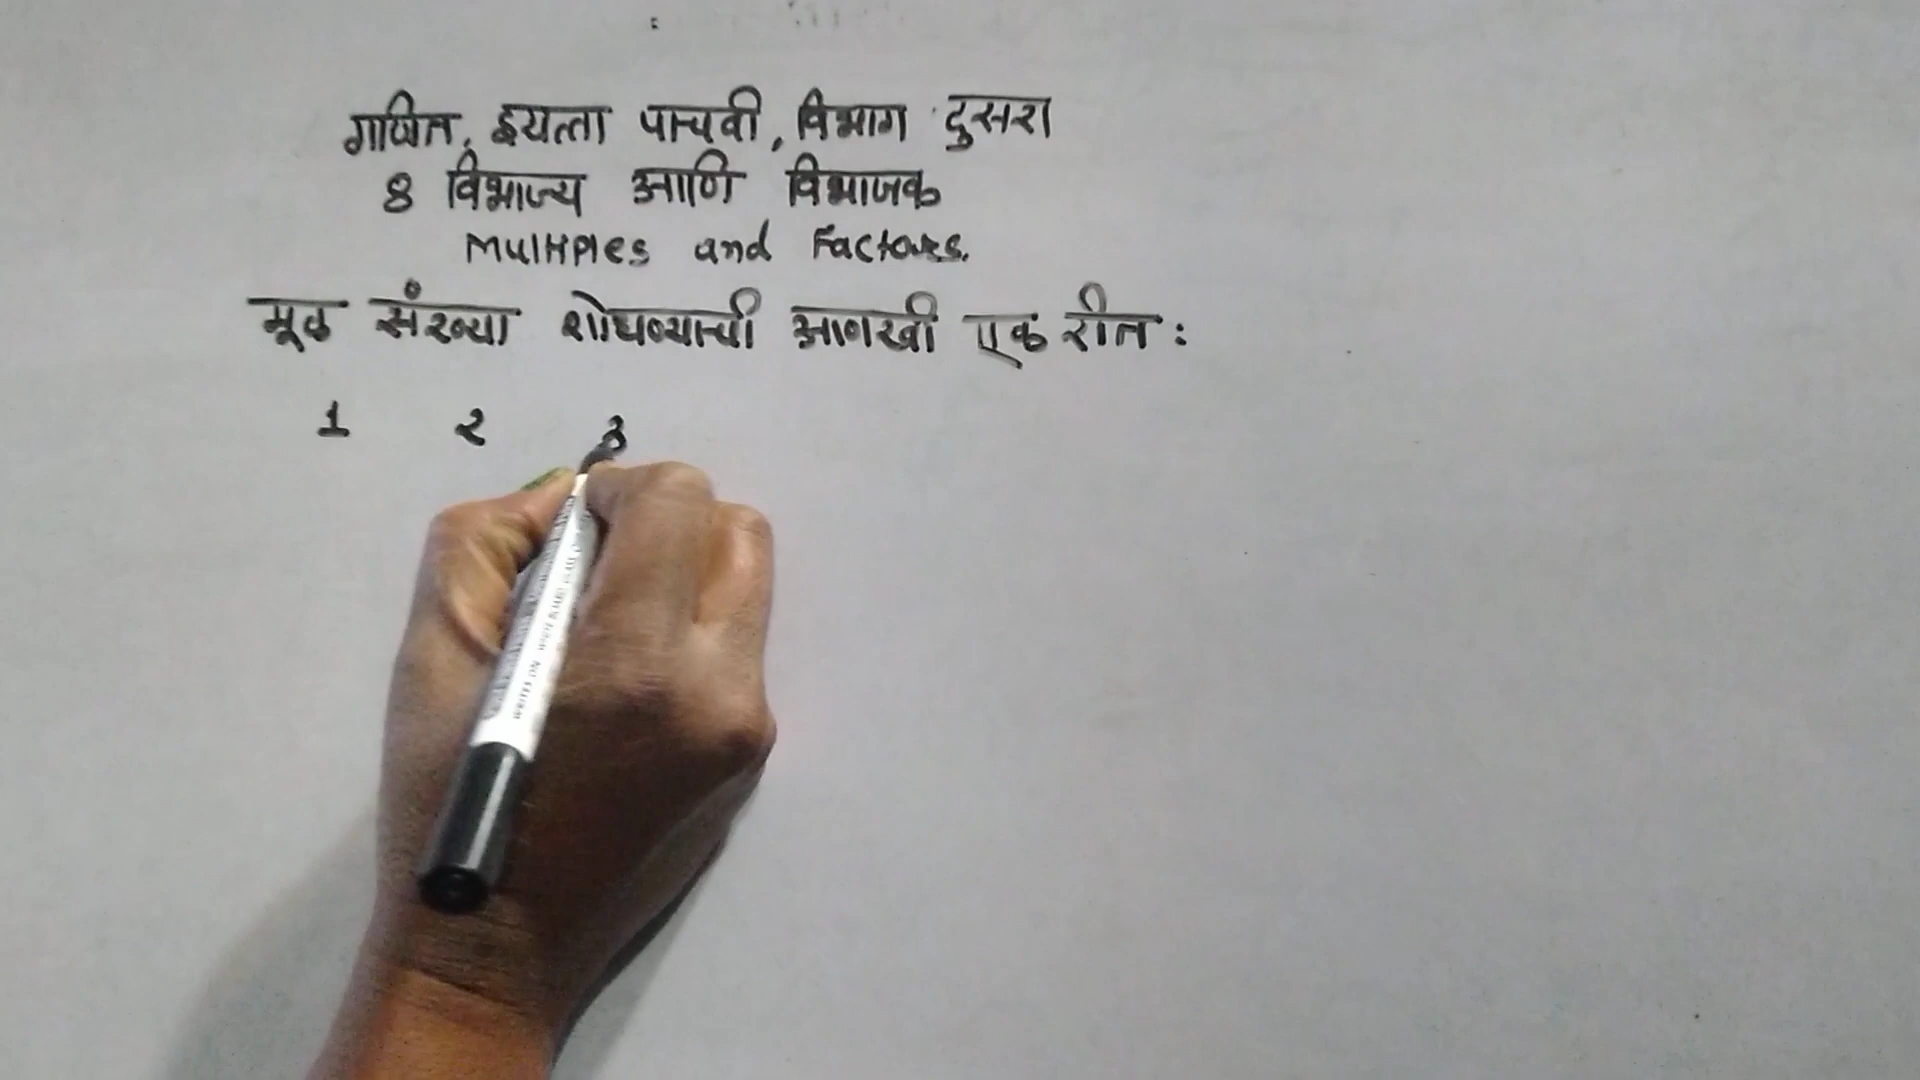 गणित, इयत्ता पाचवी, विभाग दुसरा
8 विभाज्य आणि विभाजक
Multiples and Factors.
मूळ संख्या शोधण्याची आणखी एक रीत :
1 2 3